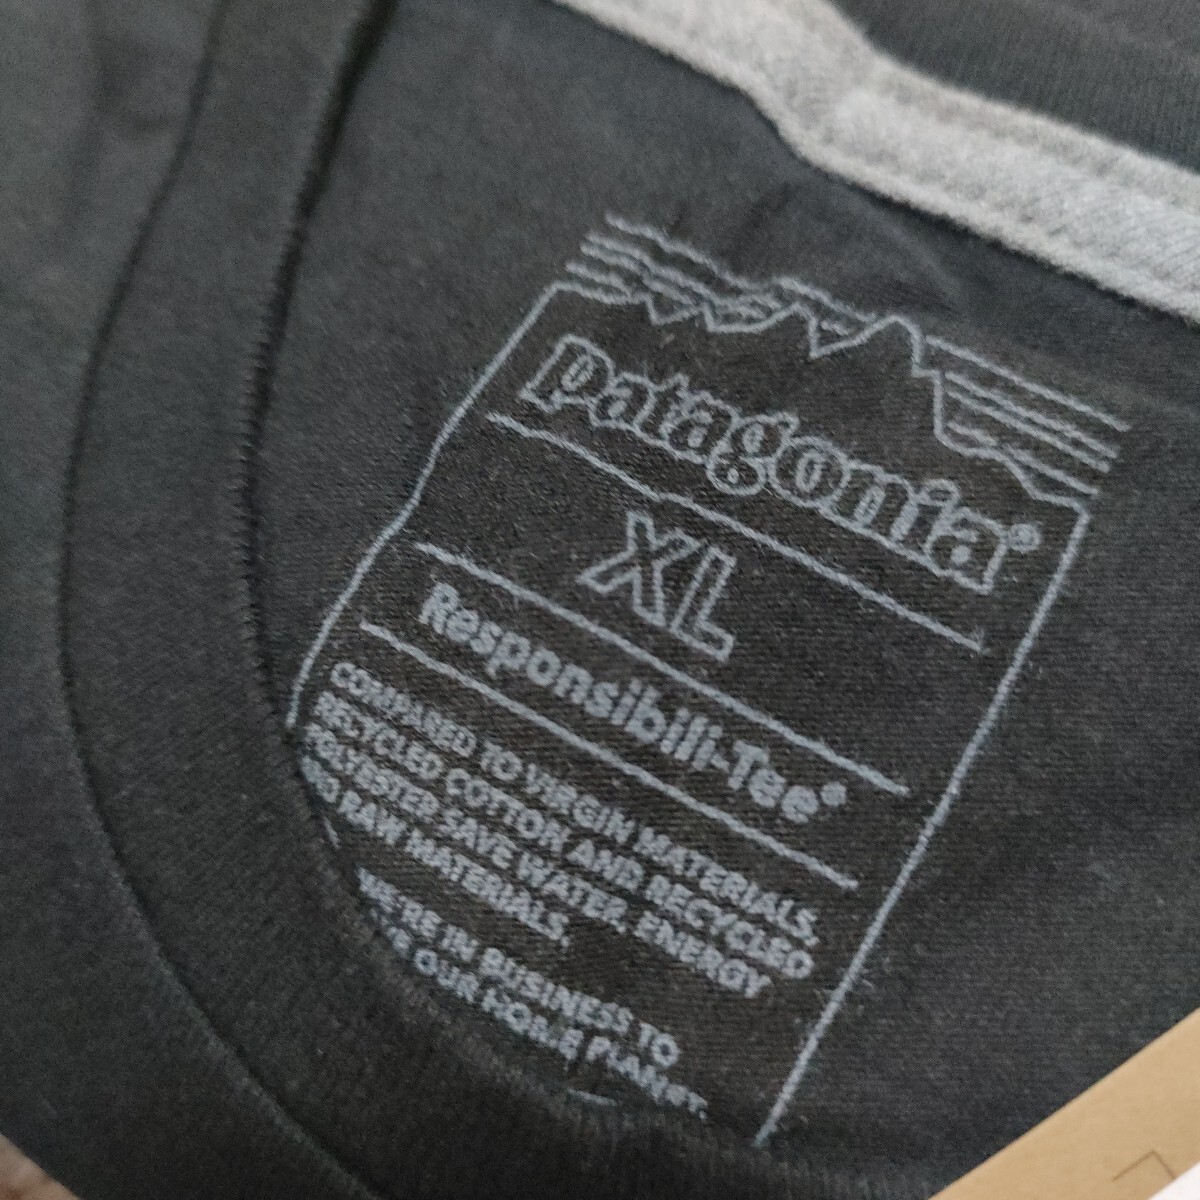 patagonia®
XL
Responsibili-Tee®
COMPARED TO VIRGIN MATERIALS,
RECYCLED COTTON AND RECYCLED
POLYESTER SAVE WATER, ENERGY
AND RAW MATERIALS.
WE'RE IN BUSINESS TO
SAVE OUR HOME PLANET.